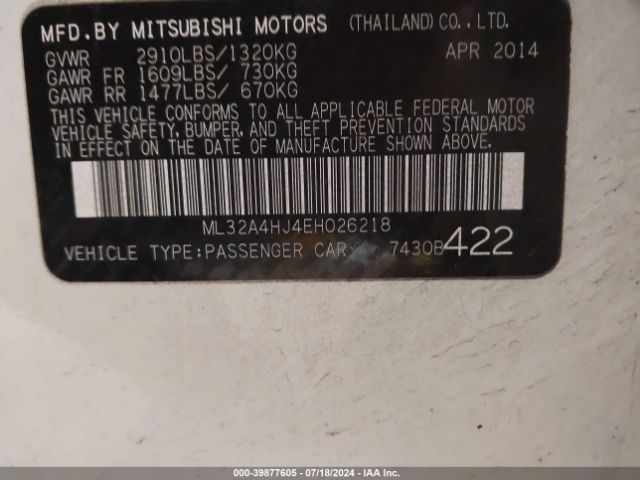 MFD.BY MITSUBISHI MOTORS (THAILAND)CO.,LTD.
GVWR 2910LBS/1320KG APR 2014
GAWR FR 1609LBS/ 730KG
GAWR RR 1477LBS/ 670KG
THIS VEHICLE CONFORMS TO ALL APPLICABLE FEDERAL MOTOR
VEHICLE SAFETY, BUMPER, AND THEFT PREVENTION STANDARDS
IN EFFECT ON THE DATE OF MANUFACTURE SHOWN ABOVE.
ML32A4HJ4EH026218
VEHICLE TYPE:PASSENGER CAR 7430B422
000-39877605 - 07/18/2024 - IAA Inc.